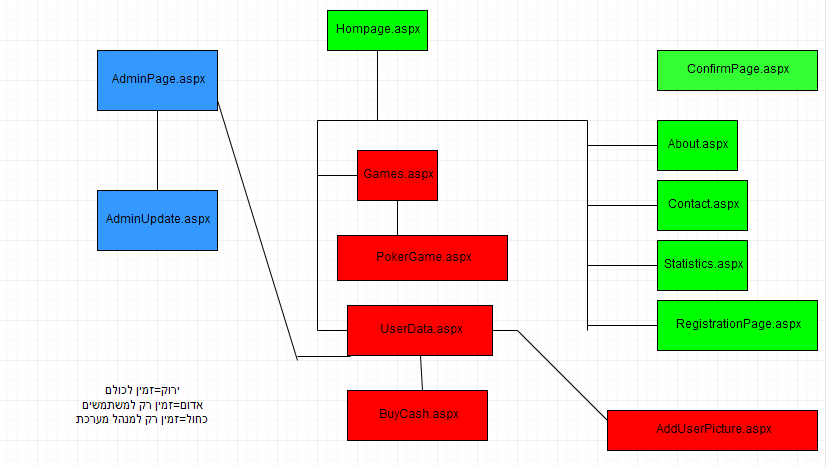 Hompage.aspx
AdminPage.aspx
ConfirmPage.aspx
About.aspx
Games.aspx
Contact.aspx
AdminUpdate.aspx
PokerGame.aspx
Statistics.aspx
UserData.aspx
RegistrationPage.aspx
ירוק=זמין לכולם
אדום=זמין רק למשתמשים
כחול=זמין רק למנהל מערכת
BuyCash.aspx
AddUserPicture.aspx